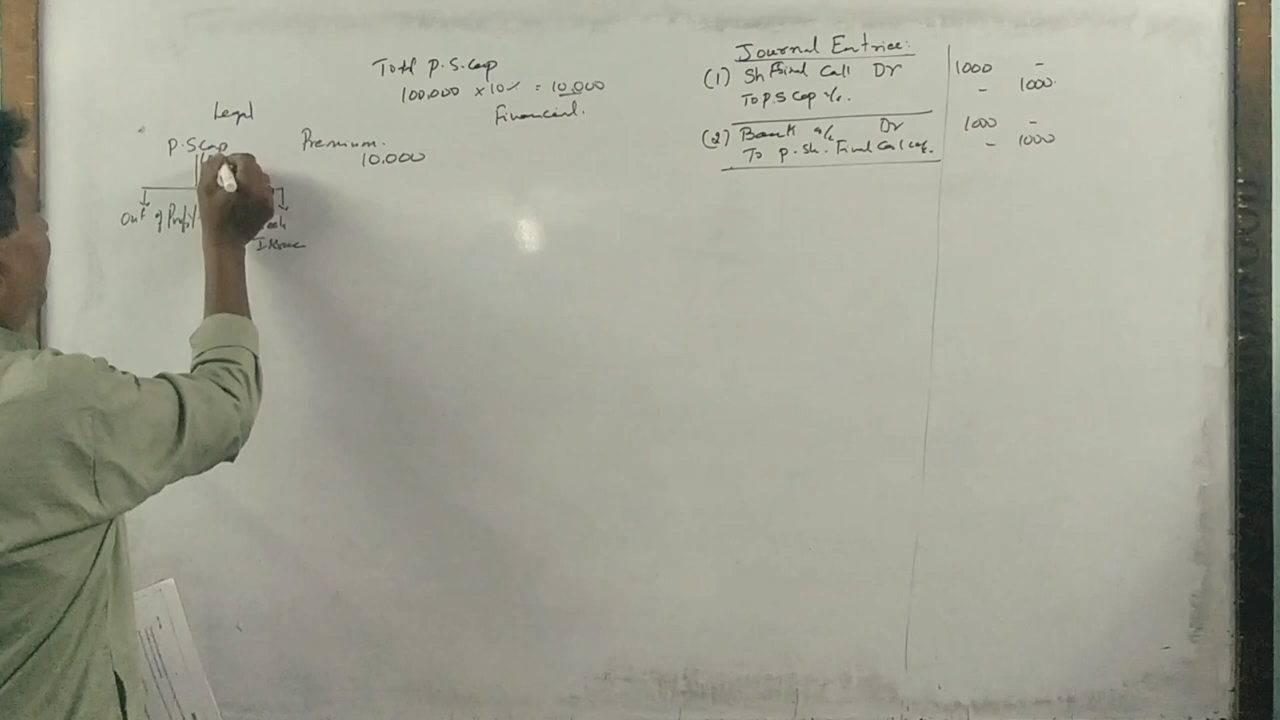 Total P.S.Cap
100.000 × 10% = 10.000
Financial.
Legal
P.S Cap
Premium.
10.000
Out of Profit
Issue
Journal Entries:
(1) Sh Final Call Dr 1000 -
To P.S Cap a/c. - 1000
(2) Bank a/c Dr 1000 -
To P. Sh. Final Call - 1000